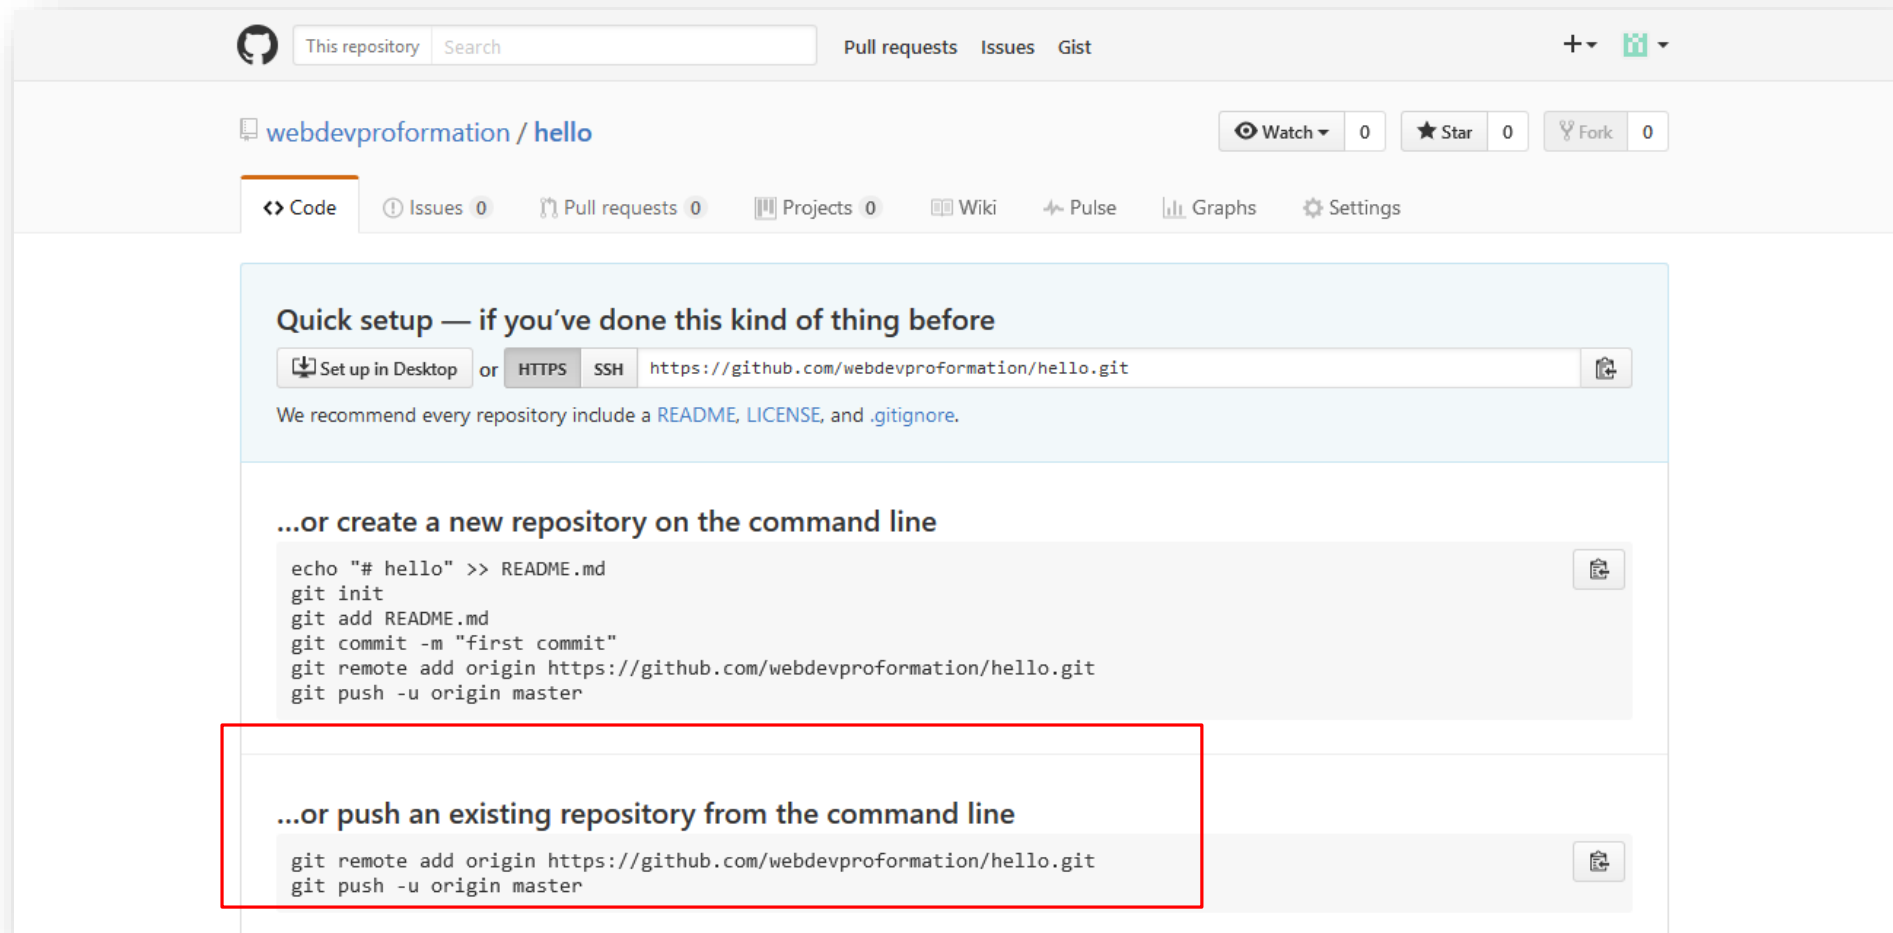 This repository Search Pull requests Issues Gist
webdevproformation / hello Watch 0 Star 0 Fork 0
Code Issues 0 Pull requests 0 Projects 0 Wiki Pulse Graphs Settings
Quick setup — if you’ve done this kind of thing before
Set up in Desktop or HTTPS SSH https://github.com/webdevproformation/hello.git
We recommend every repository include a README, LICENSE, and .gitignore.
…or create a new repository on the command line
echo "# hello" >> README.md
git init
git add README.md
git commit -m "first commit"
git remote add origin https://github.com/webdevproformation/hello.git
git push -u origin master
…or push an existing repository from the command line
git remote add origin https://github.com/webdevproformation/hello.git
git push -u origin master